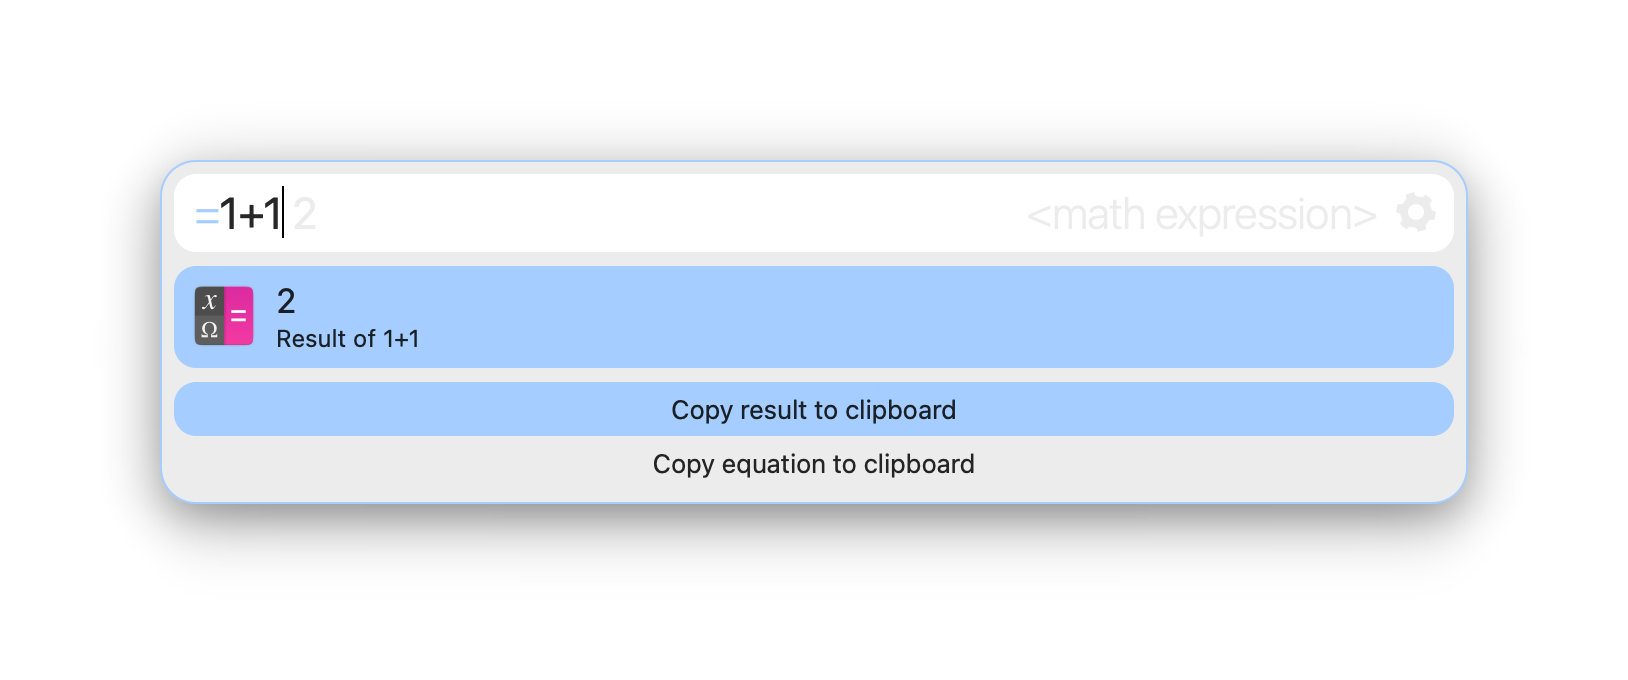 =1+1 2 <math expression>
x
Ω
=
2
Result of 1+1
Copy result to clipboard
Copy equation to clipboard